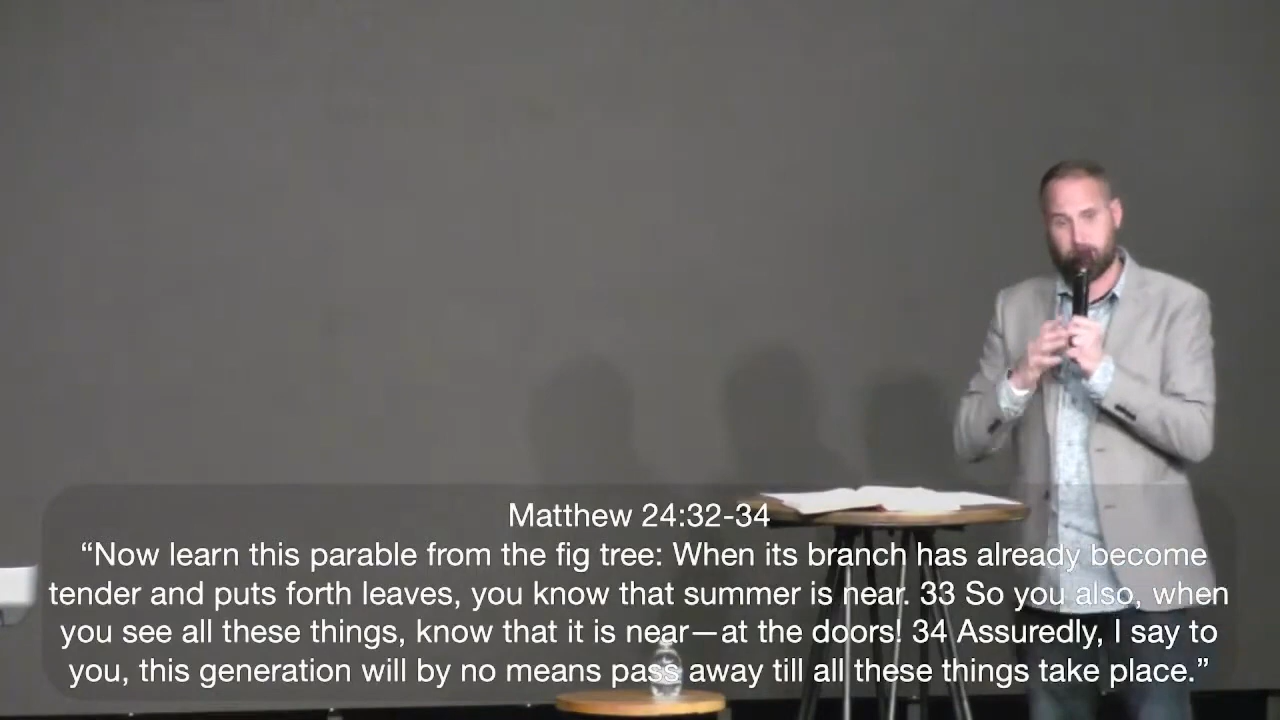 Matthew 24:32-34
“Now learn this parable from the fig tree: When its branch has already become
tender and puts forth leaves, you know that summer is near. 33 So you also, when
you see all these things, know that it is near—at the doors! 34 Assuredly, I say to
you, this generation will by no means pass away till all these things take place.”